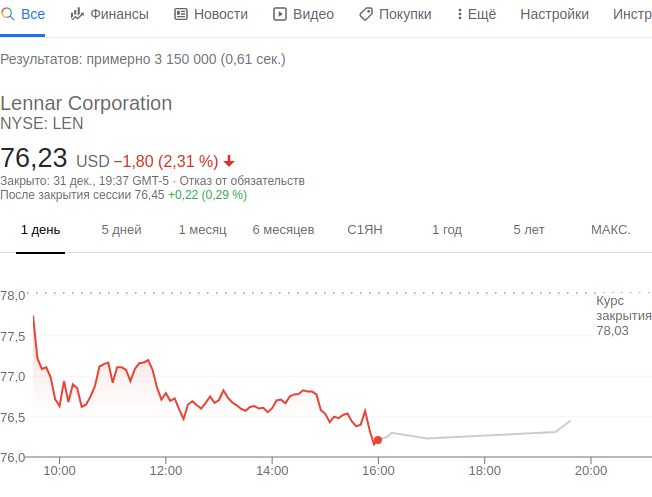 Все Финансы Новости Видео Покупки Ещё Настройки Инстр
Результатов: примерно 3 150 000 (0,61 сек.)
Lennar Corporation
NYSE: LEN
76,23 USD −1,80 (2,31 %)
Закрыто: 31 дек., 19:37 GMT-5 · Отказ от обязательств
После закрытия сессии 76,45 +0,22 (0,29 %)
1 день 5 дней 1 месяц 6 месяцев С1ЯН 1 год 5 лет МАКС.
78,0
Курс
закрытия
78,03
77,5
77,0
76,5
76,0
10:00 12:00 14:00 16:00 18:00 20:00